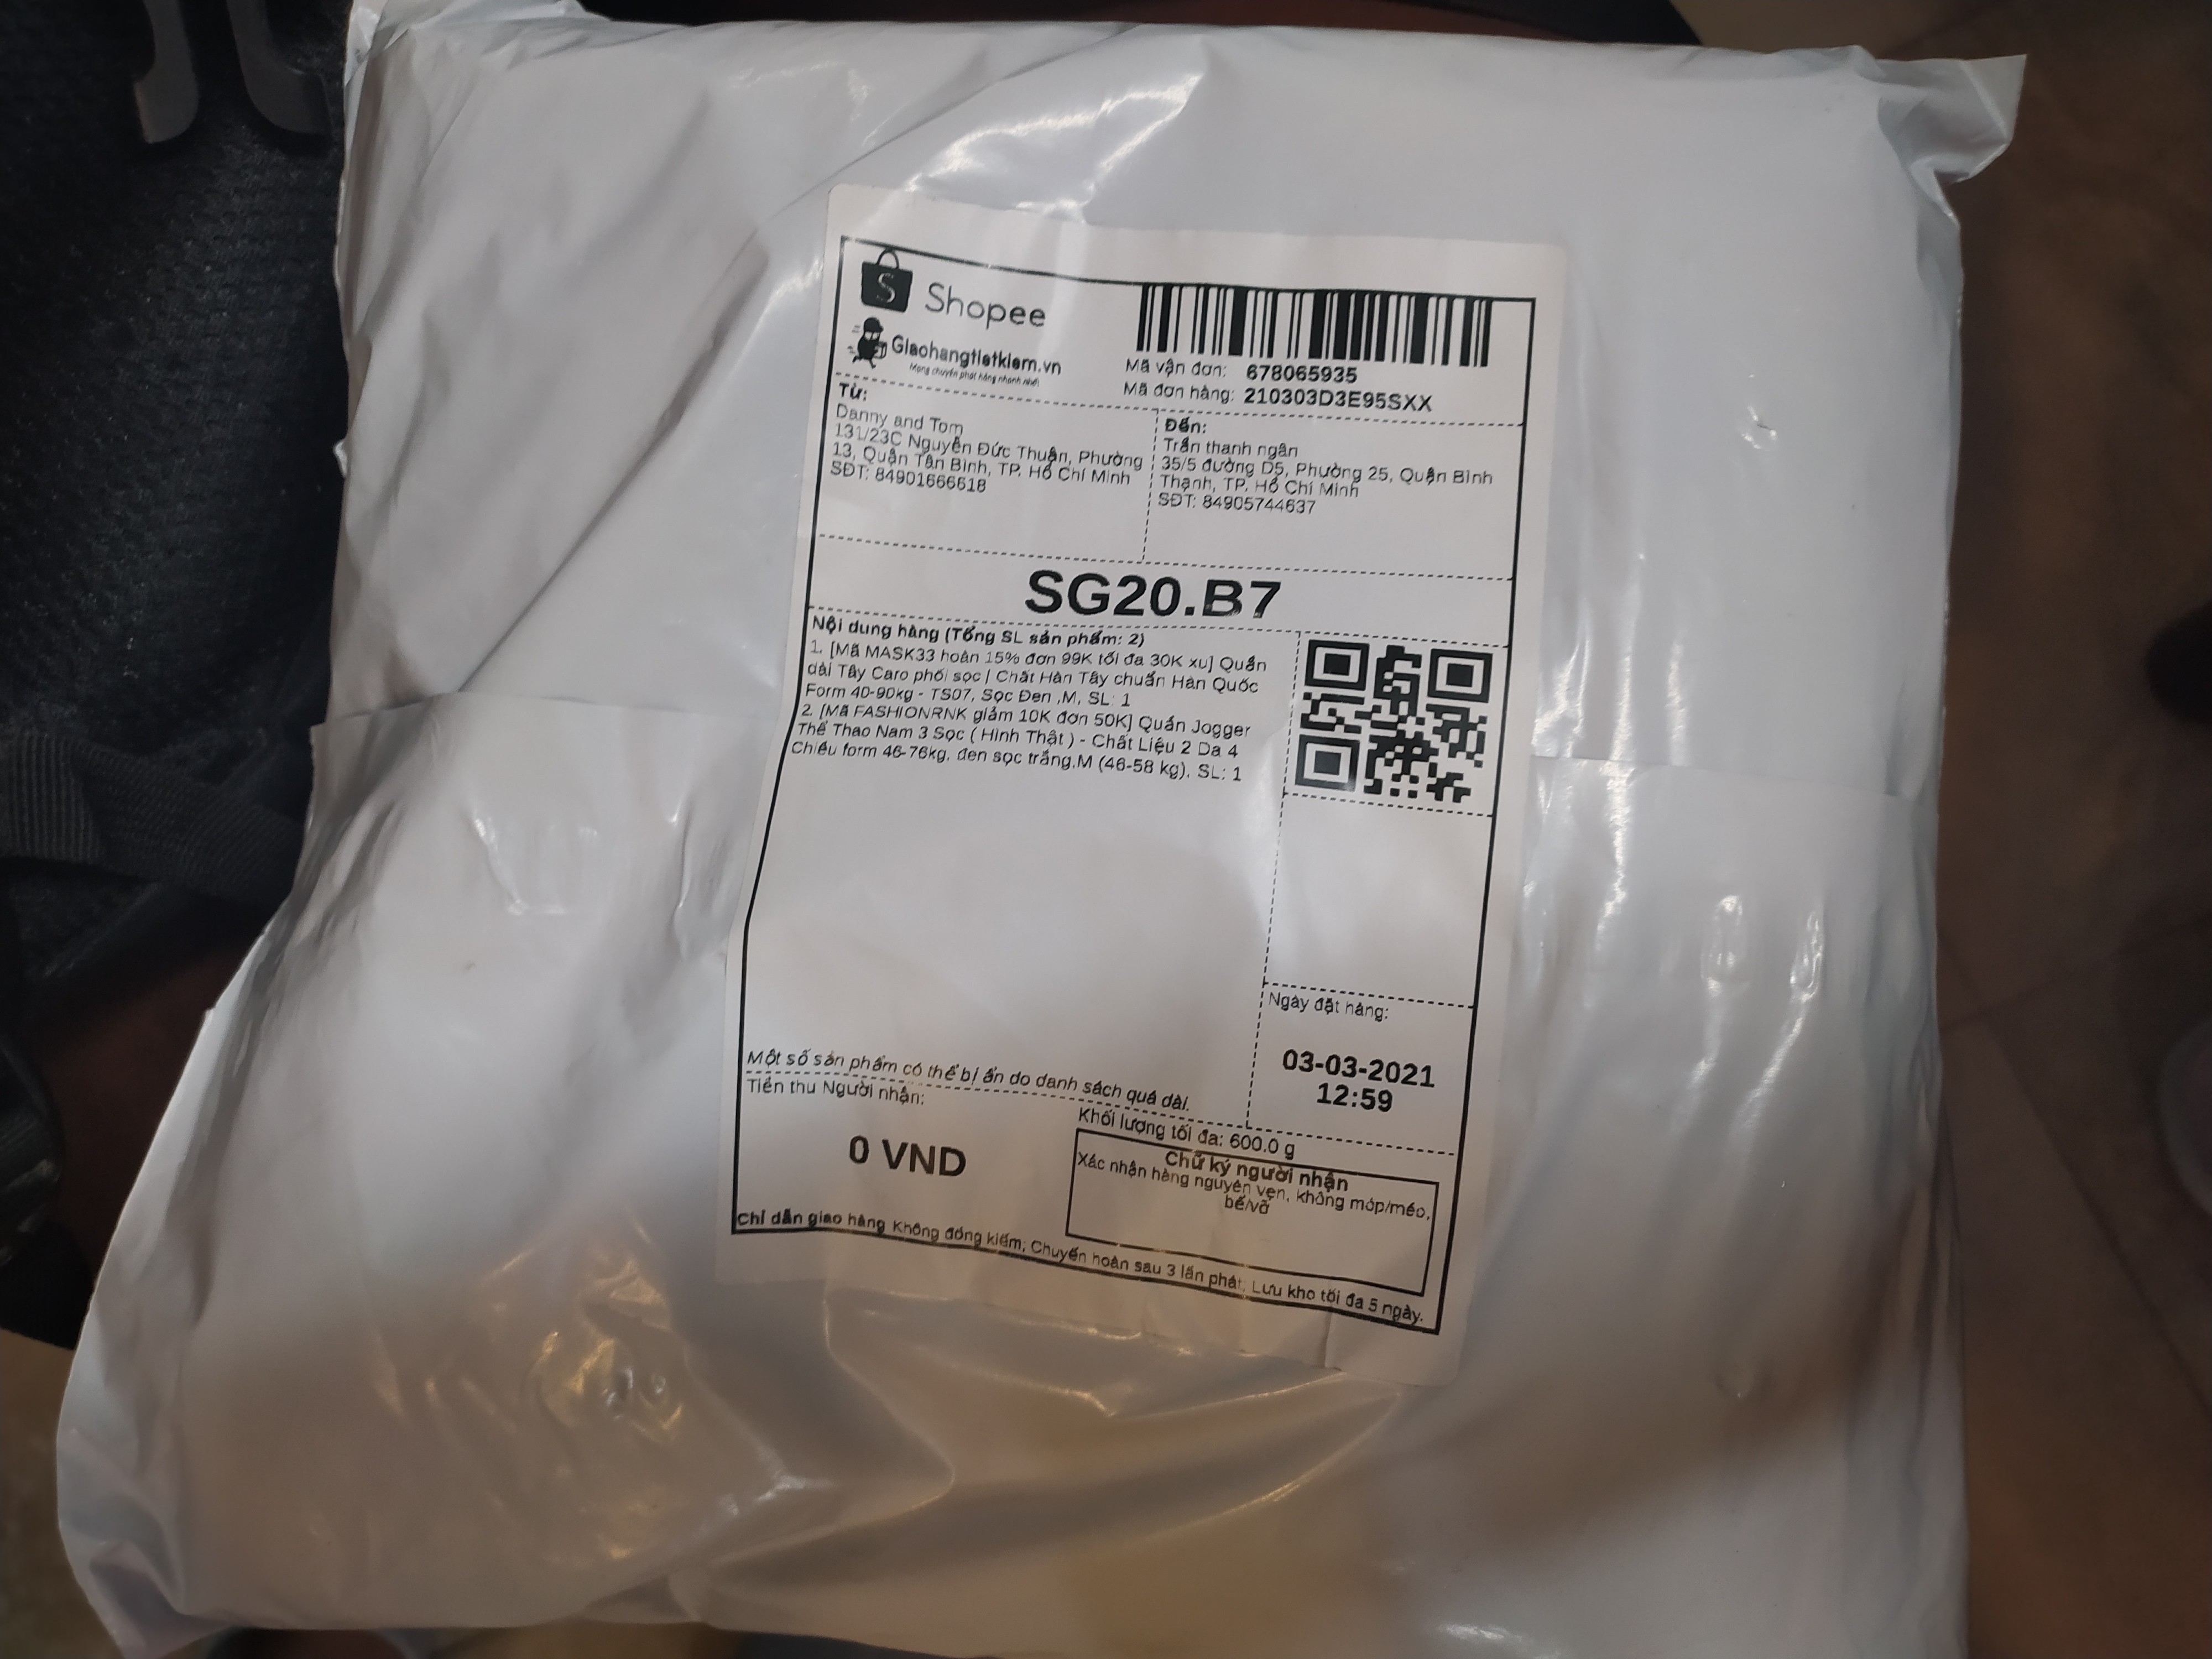 Shopee
Giaohangtietkiem.vn
Mang chuyên phát hàng nhanh nhất
Mã vận đơn: 678065935
Mã đơn hàng: 210303D3E95SXX
Từ:
Danny and Tom
131/23C Nguyễn Đức Thuận, Phường
13, Quận Tân Bình, TP. Hồ Chí Minh
SĐT: 84901666618
Đến:
Trần thanh ngân
35/5 đường D5, Phường 25, Quận Bình
Thạnh, TP. Hồ Chí Minh
SĐT: 84905744637
SG20.B7
Nội dung hàng (Tổng SL sản phẩm: 2)
1. [Mã MASK33 hoàn 15% đơn 99K tối đa 30K xu] Quần
dài Tây Caro phối sọc | Chất Hàn Tây chuẩn Hàn Quốc
Form 40-90kg - TS07, Sọc Đen ,M, SL: 1
2. [Mã FASHIONRNK giảm 10K đơn 50K] Quần Jogger
Thể Thao Nam 3 Sọc ( Hình Thật ) - Chất Liệu 2 Da 4
Chiều form 46-76kg, đen sọc trắng,M (46-58 kg), SL: 1
Ngày đặt hàng:
03-03-2021
12:59
Một số sản phẩm có thể bị ẩn do danh sách quá dài.
Tiền thu Người nhận:
0 VND
Khối lượng tối đa: 600.0 g
Chữ ký người nhận
Xác nhận hàng nguyên vẹn, không móp/méo,
bể/vỡ
Chỉ dẫn giao hàng Không đồng kiểm; Chuyển hoàn sau 3 lần phát, Lưu kho tối đa 5 ngày.